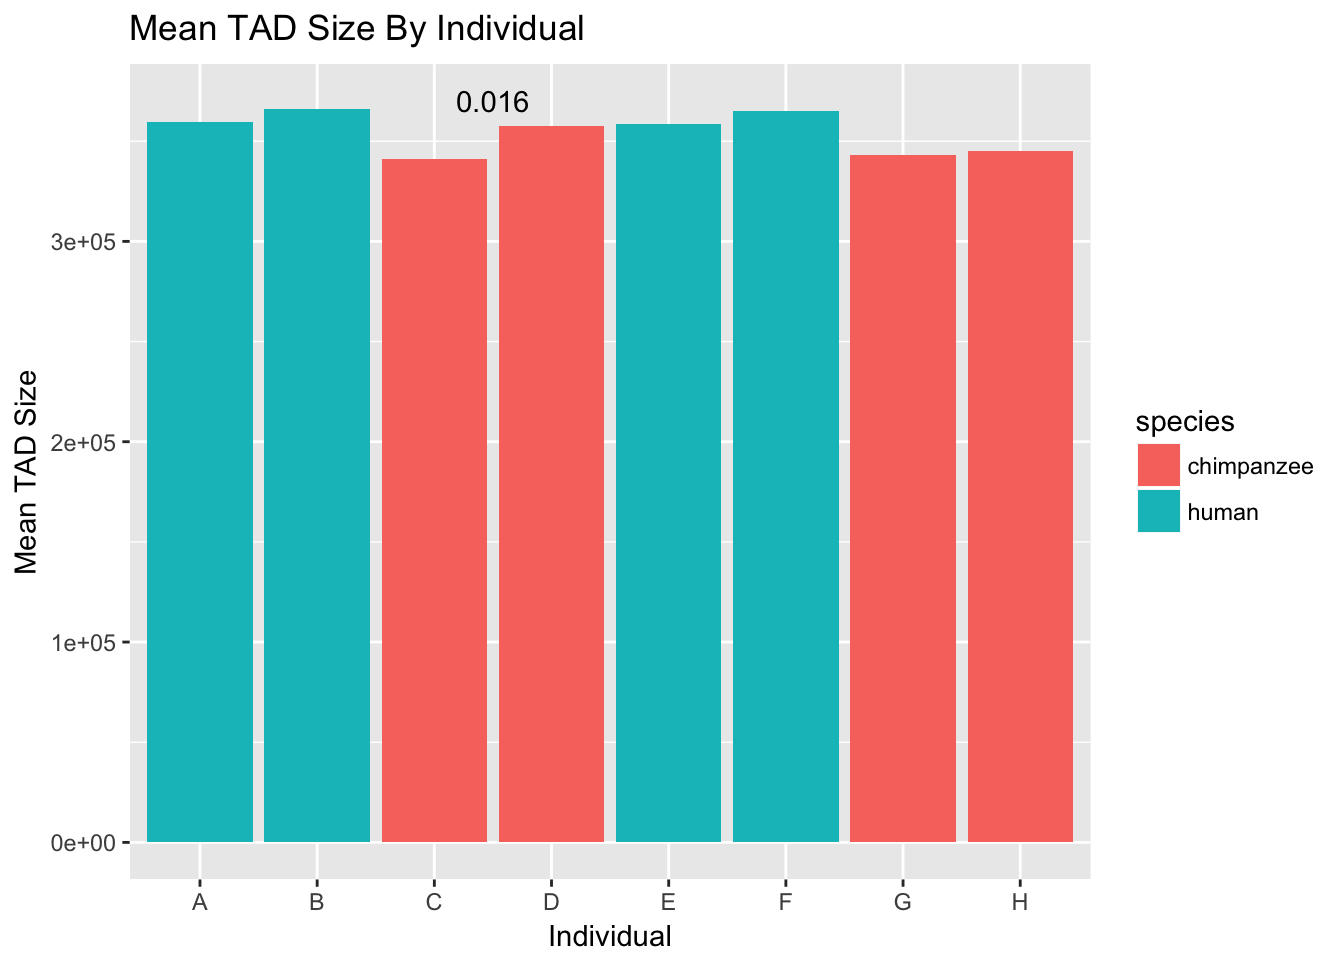 Mean TAD Size By Individual
0.016
3e+05
2e+05
1e+05
0e+00
Mean TAD Size
A B C D E F G H
Individual
species
chimpanzee
human